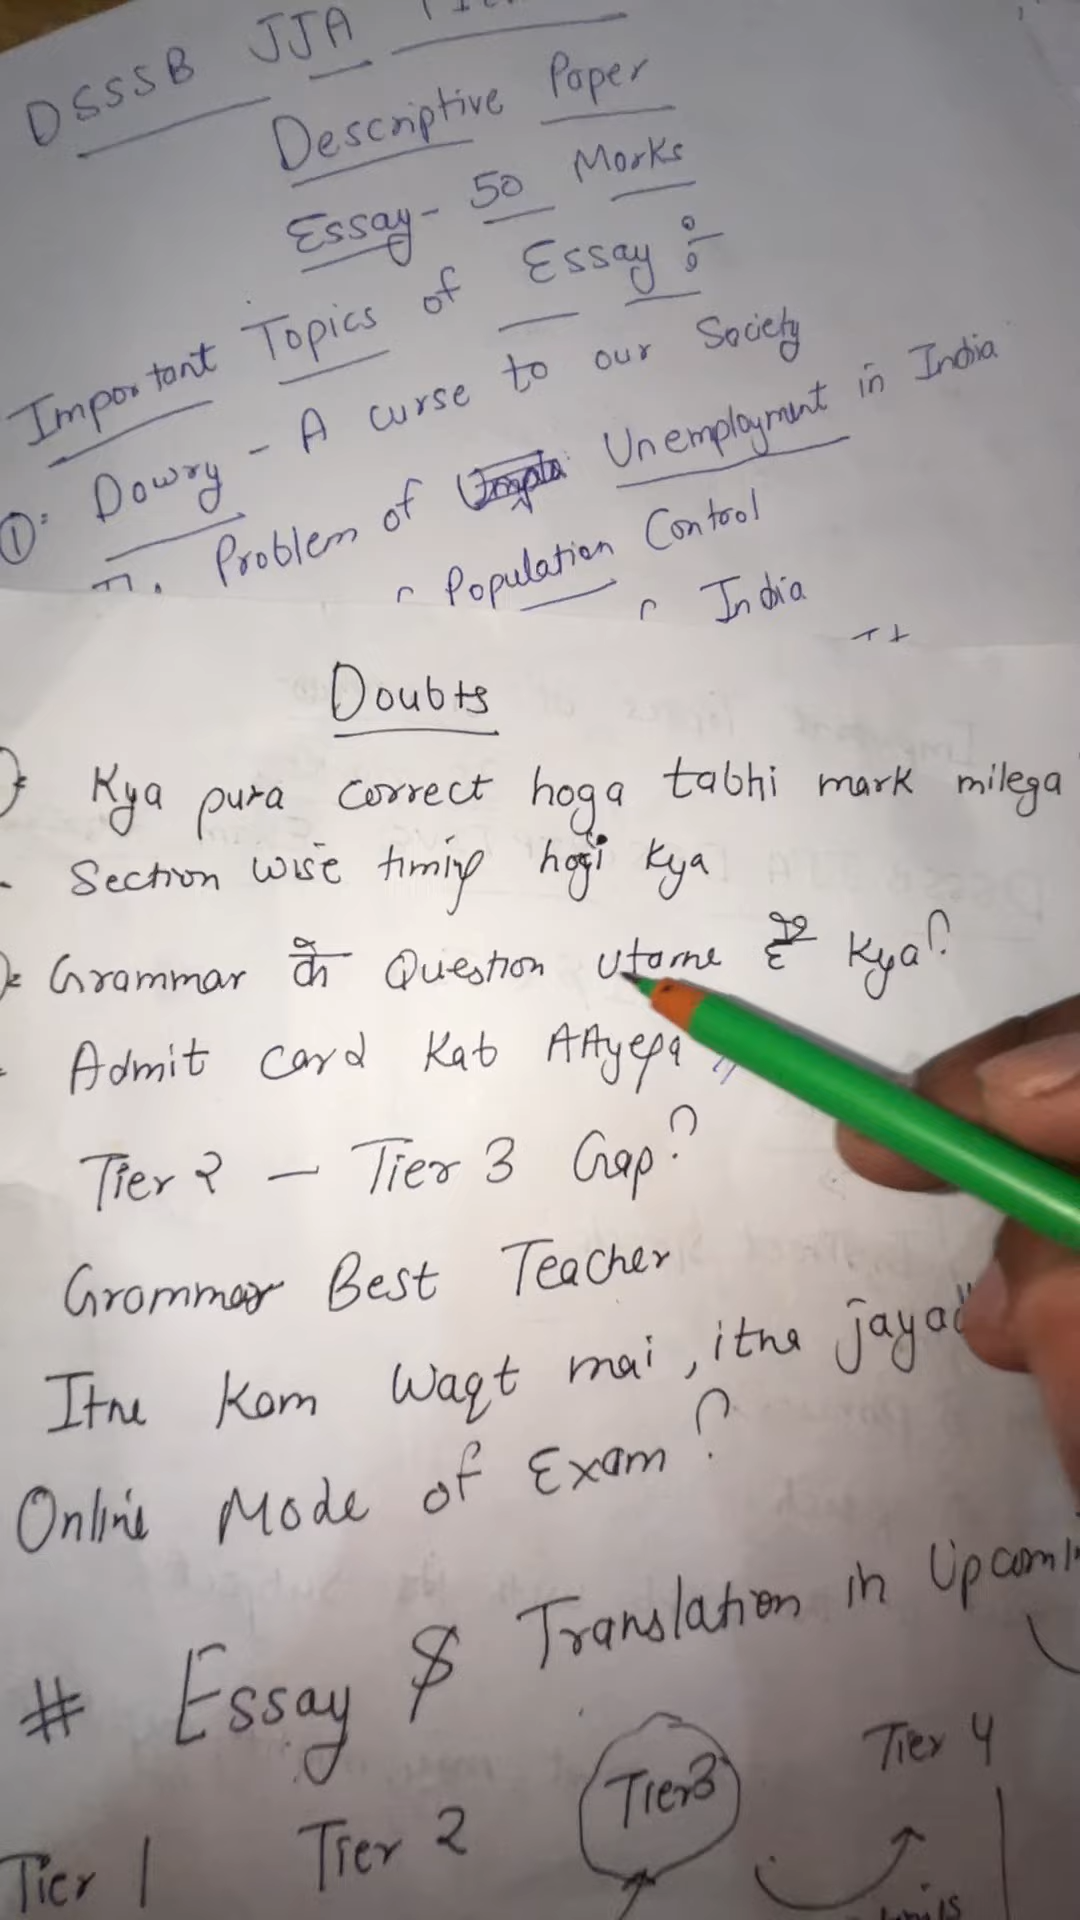 DSSSB JJA
Descriptive Paper
Essay - 50 Marks
Important Topics of Essay :
①: Dowry - A curse to our Society
Problem of Unemployment in India
Population Control
India
Doubts
Kya pura correct hoga tabhi mark milega
Section wise timing hogi kya
Grammar के Question utarne है kya?
Admit card kab AAyega
Tier 2 - Tier 3 Gap?
Grammar Best Teacher
Itne kam waqt mai, itna
Online Mode of Exam?
# Essay $ Translation in
Tier 4
Tier 1 Tier 2 Tier3